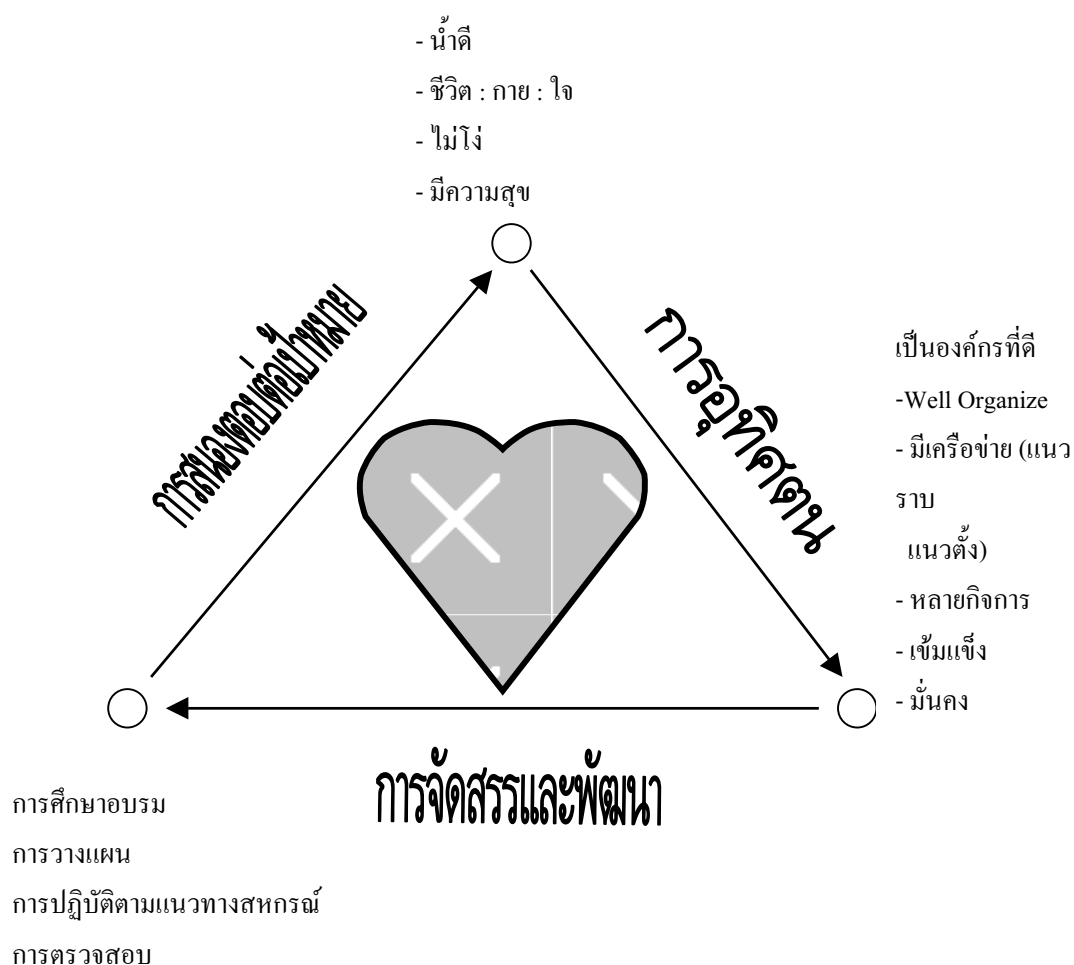 - น้ำดี
- ชีวิต : กาย : ใจ
- ไม่โง่
- มีความสุข
การสนองตอบต่อเป้าหมาย
การอุทิศตน
เป็นองค์กรที่ดี
-Well Organize
- มีเครือข่าย (แนว
ราบ
แนวตั้ง)
- หลายกิจการ
- เข้มแข็ง
- มั่นคง
การจัดสรรและพัฒนา
การศึกษาอบรม
การวางแผน
การปฏิบัติตามแนวทางสหกรณ์
การตรวจสอบ